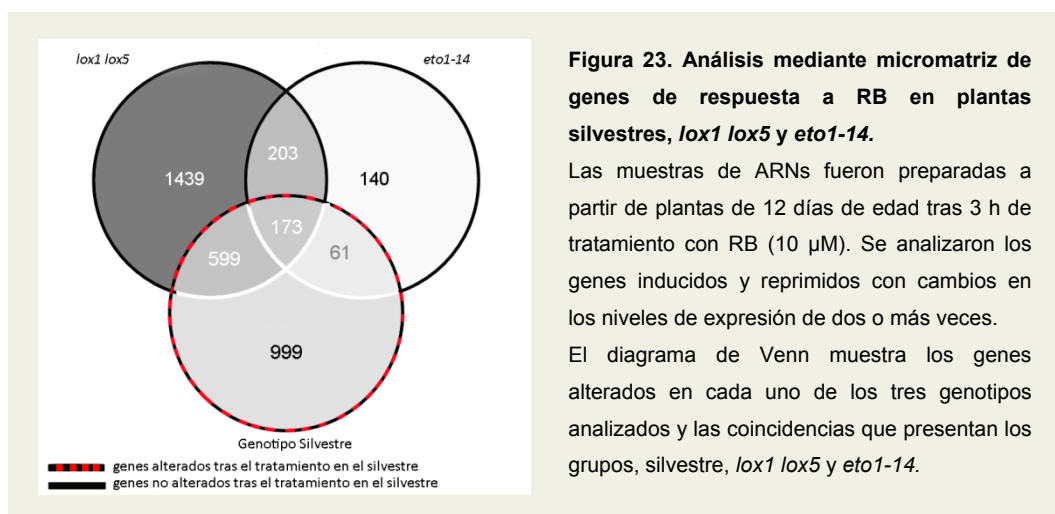 lox1 lox5
eto1-14
203
1439
140
173
599
61
999
Genotipo Silvestre
genes alterados tras el tratamiento en el silvestre
genes no alterados tras el tratamiento en el silvestre
Figura 23. Análisis mediante micromatriz de
genes de respuesta a RB en plantas
silvestres, lox1 lox5 y eto1-14.
Las muestras de ARNs fueron preparadas a
partir de plantas de 12 días de edad tras 3 h de
tratamiento con RB (10 µM). Se analizaron los
genes inducidos y reprimidos con cambios en
los niveles de expresión de dos o más veces.
El diagrama de Venn muestra los genes
alterados en cada uno de los tres genotipos
analizados y las coincidencias que presentan los
grupos, silvestre, lox1 lox5 y eto1-14.